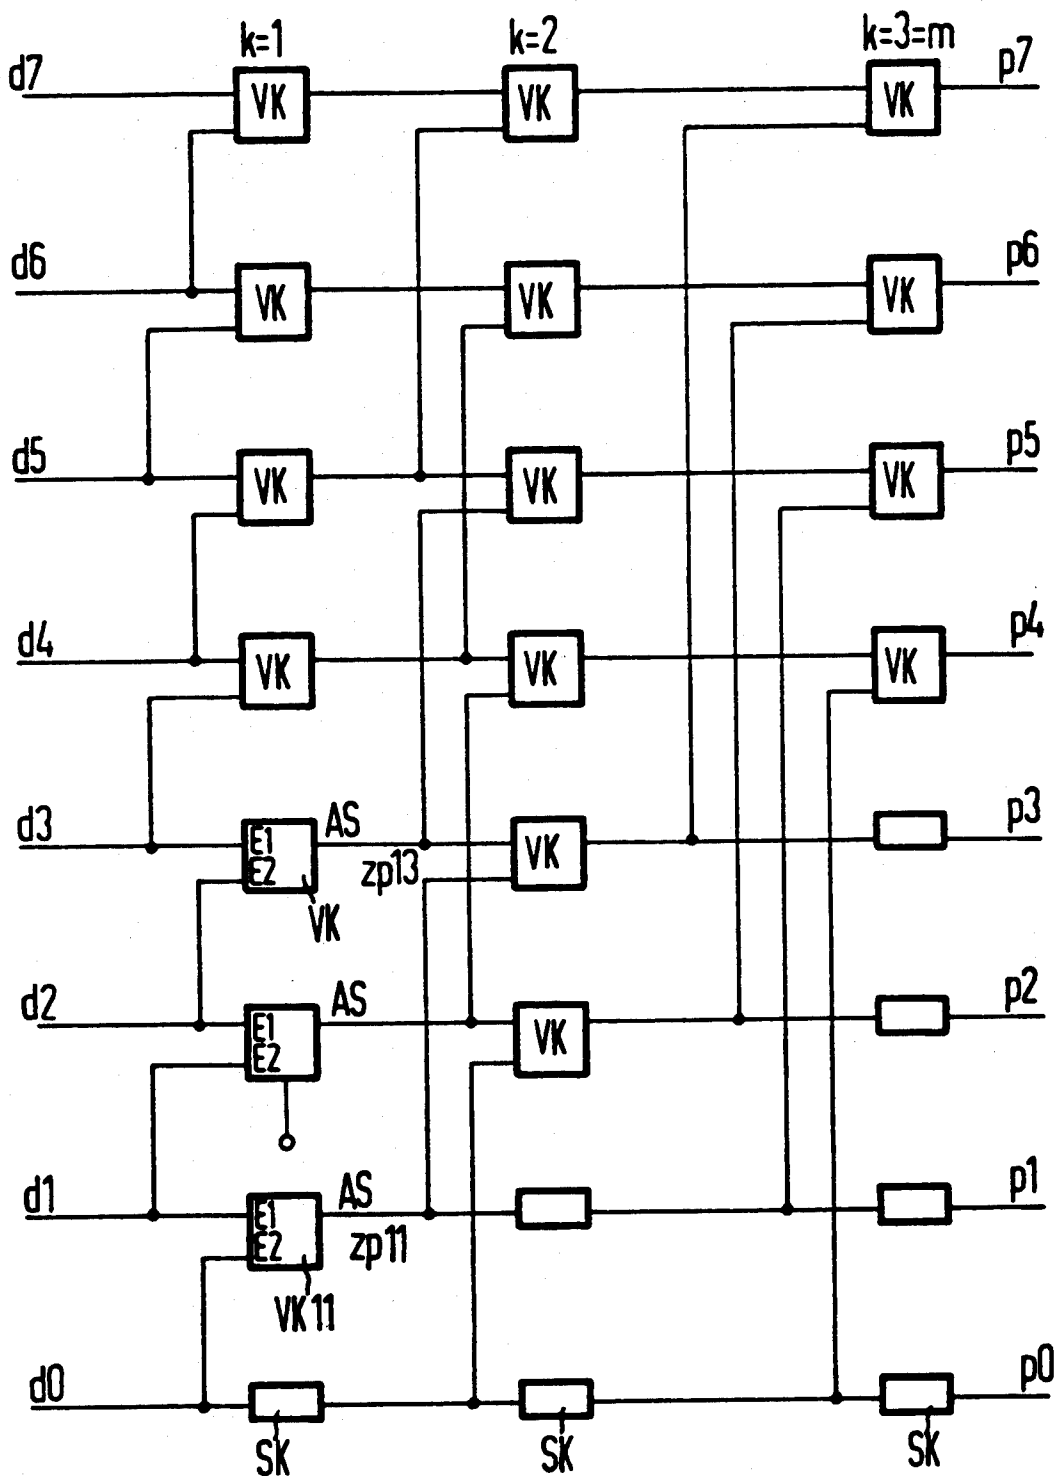 k=1 k=2 k=3=m
d7 VK VK VK p7
d6 VK VK VK p6
d5 VK VK VK p5
d4 VK VK VK p4
d3 E1 AS VK p3
E2 zp13
VK
d2 E1 AS VK p2
E2
d1 E1 AS p1
E2 zp11
VK11
d0 p0
SK SK SK